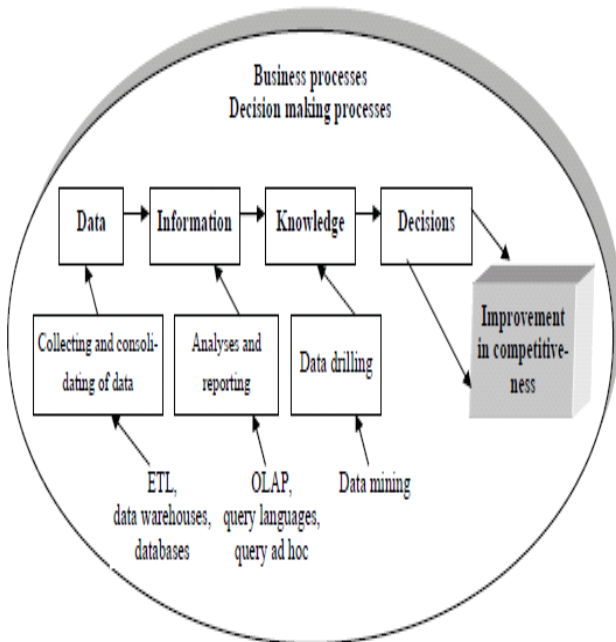 Business processes
Decision making processes
Data
Information
Knowledge
Decisions
Improvement
in competitive-
ness
Collecting and consoli-
dating of data
Analyses and
reporting
Data drilling
ETL,
data warehouses,
databases
OLAP,
query languages,
query ad hoc
Data mining